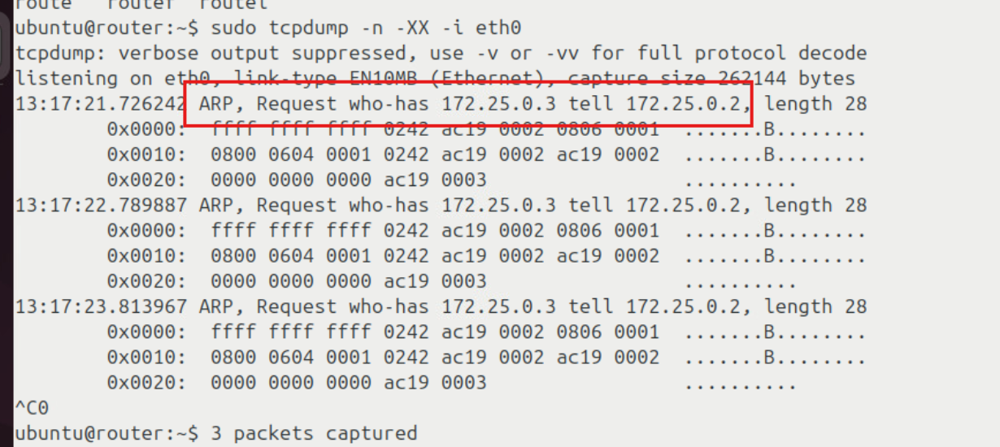 route   router  routel
ubuntu@router:~$ sudo tcpdump -n -XX -i eth0
tcpdump: verbose output suppressed, use -v or -vv for full protocol decode
listening on eth0, link-type EN10MB (Ethernet), capture size 262144 bytes
13:17:21.726242 ARP, Request who-has 172.25.0.3 tell 172.25.0.2, length 28
        0x0000:  ffff ffff ffff 0242 ac19 0002 0806 0001  .......B........
        0x0010:  0800 0604 0001 0242 ac19 0002 ac19 0002  .......B........
        0x0020:  0000 0000 0000 ac19 0003                 ..........
13:17:22.789887 ARP, Request who-has 172.25.0.3 tell 172.25.0.2, length 28
        0x0000:  ffff ffff ffff 0242 ac19 0002 0806 0001  .......B........
        0x0010:  0800 0604 0001 0242 ac19 0002 ac19 0002  .......B........
        0x0020:  0000 0000 0000 ac19 0003                 ..........
13:17:23.813967 ARP, Request who-has 172.25.0.3 tell 172.25.0.2, length 28
        0x0000:  ffff ffff ffff 0242 ac19 0002 0806 0001  .......B........
        0x0010:  0800 0604 0001 0242 ac19 0002 ac19 0002  .......B........
        0x0020:  0000 0000 0000 ac19 0003                 ..........
^C0
ubuntu@router:~$ 3 packets captured